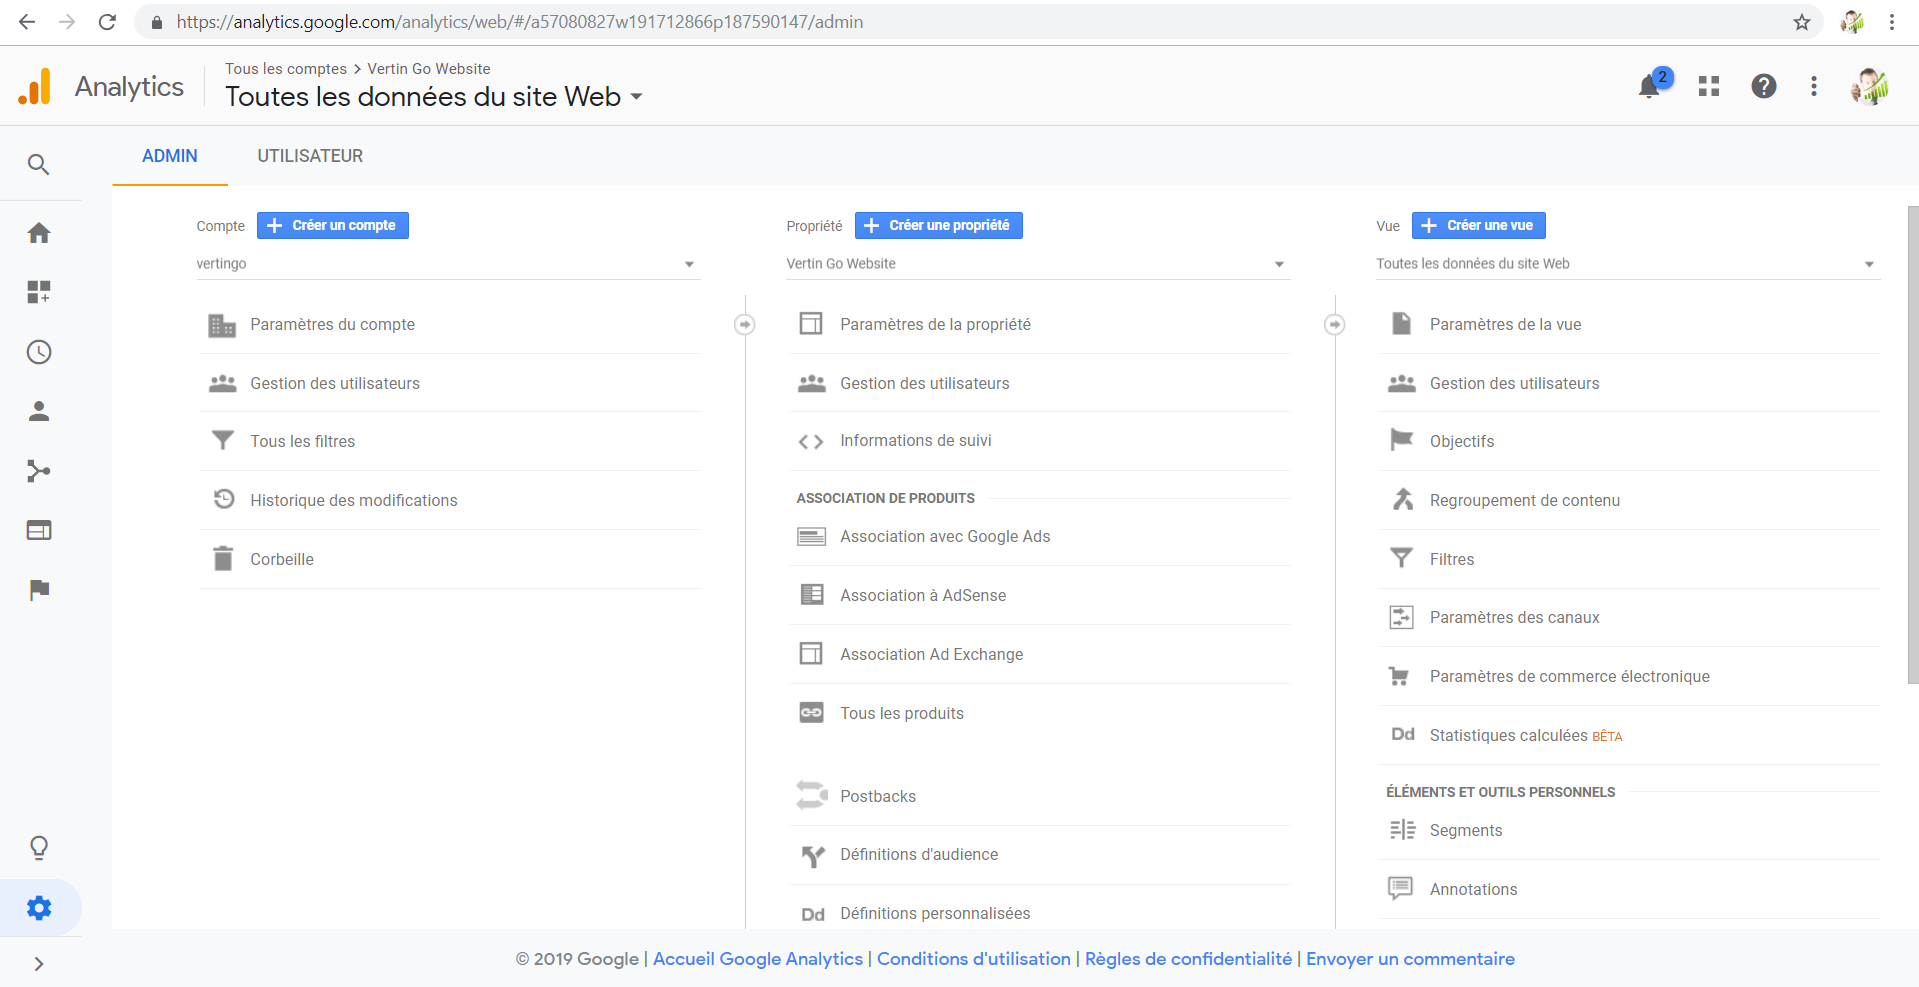 https://analytics.google.com/analytics/web/#/a57080827w191712866p187590147/admin
Analytics
Tous les comptes > Vertin Go Website
Toutes les données du site Web
2
ADMIN
UTILISATEUR
Compte
Créer un compte
vertingo
Paramètres du compte
Gestion des utilisateurs
Tous les filtres
Historique des modifications
Corbeille
Propriété
Créer une propriété
Vertin Go Website
Paramètres de la propriété
Gestion des utilisateurs
Informations de suivi
ASSOCIATION DE PRODUITS
Association avec Google Ads
Association à AdSense
Association Ad Exchange
Tous les produits
Postbacks
Définitions d'audience
Dd Définitions personnalisées
Vue
Créer une vue
Toutes les données du site Web
Paramètres de la vue
Gestion des utilisateurs
Objectifs
Regroupement de contenu
Filtres
Paramètres des canaux
Paramètres de commerce électronique
Dd Statistiques calculées BÊTA
ÉLÉMENTS ET OUTILS PERSONNELS
Segments
Annotations
© 2019 Google | Accueil Google Analytics | Conditions d'utilisation | Règles de confidentialité | Envoyer un commentaire